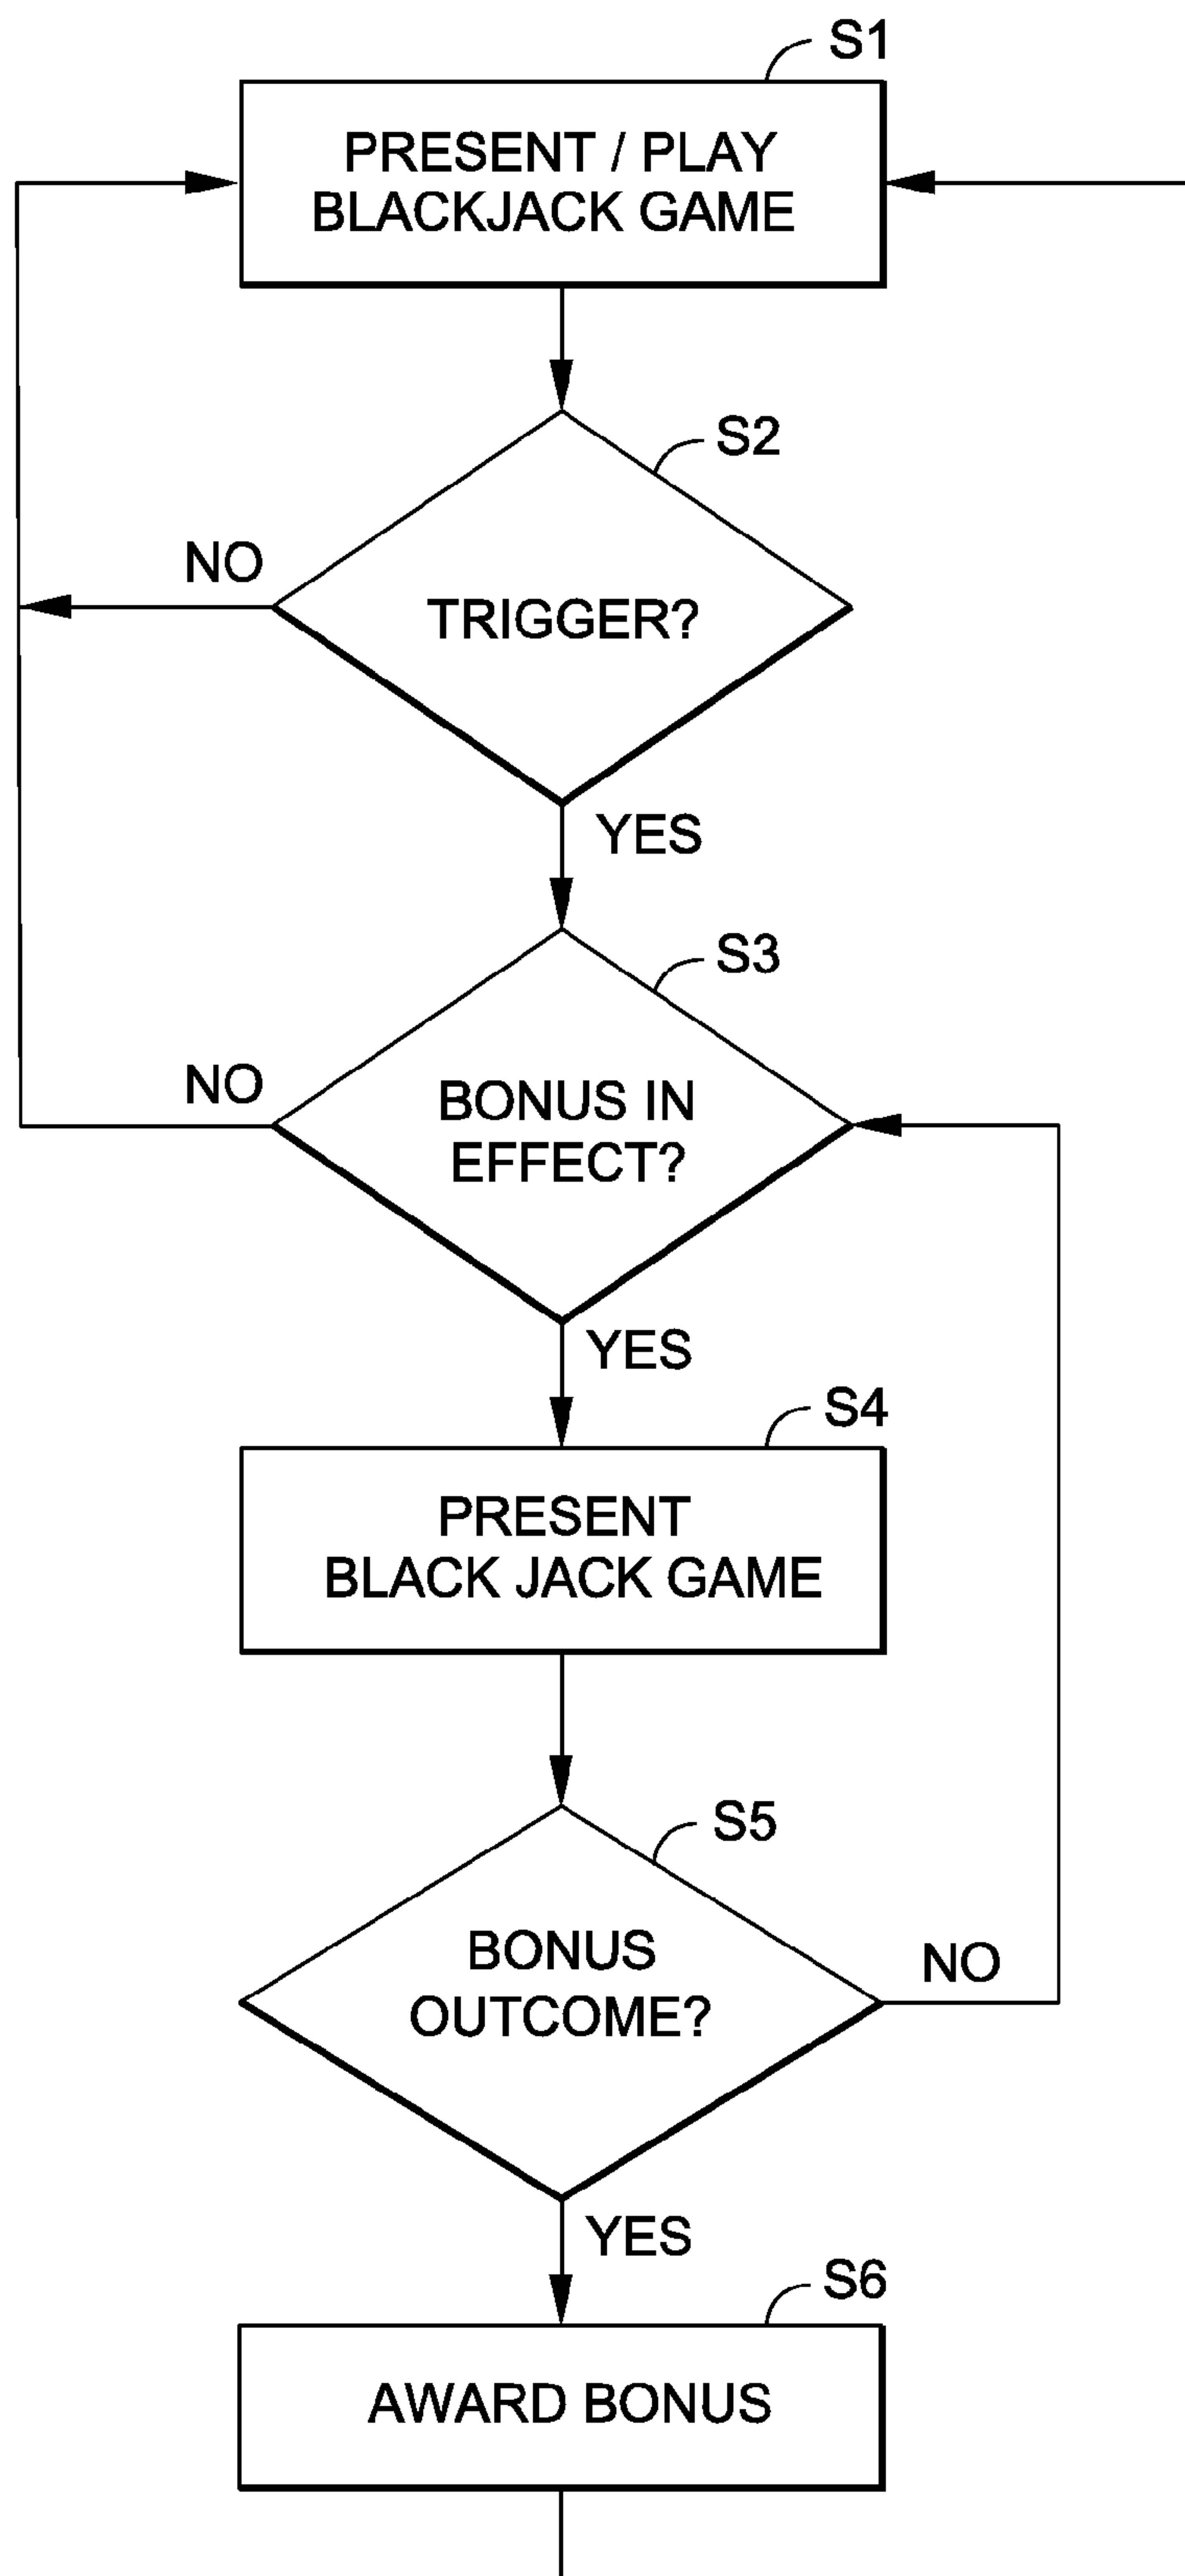 S1
PRESENT / PLAY
BLACKJACK GAME
S2
NO
TRIGGER?
YES
S3
NO
BONUS IN
EFFECT?
YES
S4
PRESENT
BLACK JACK GAME
S5
BONUS
OUTCOME?
NO
YES
S6
AWARD BONUS